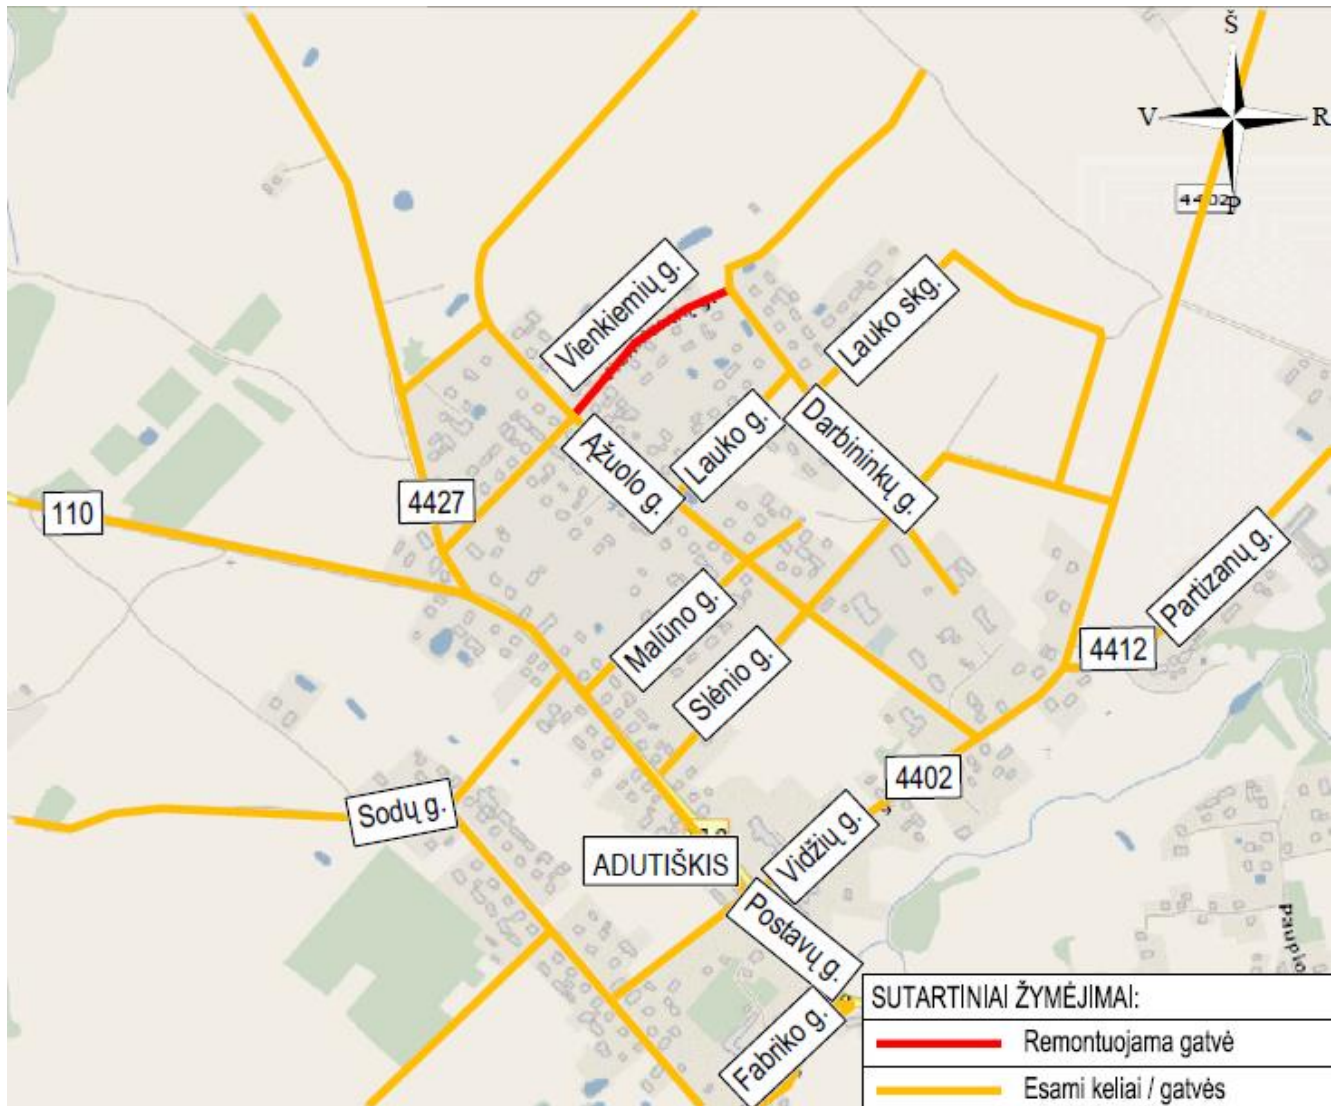 Š
V
R
4402
P
Vienkiemių g.
Lauko skg.
Lauko g.
Darbininkų g.
Ąžuolo g.
110
4427
Partizanų g.
Malūno g.
4412
Slėnio g.
4402
Sodų g.
Vidžių g.
ADUTIŠKIS
Postavų g.
Fabriko g.
SUTARTINIAI ŽYMĖJIMAI:
Remontuojama gatvė
Esami keliai / gatvės